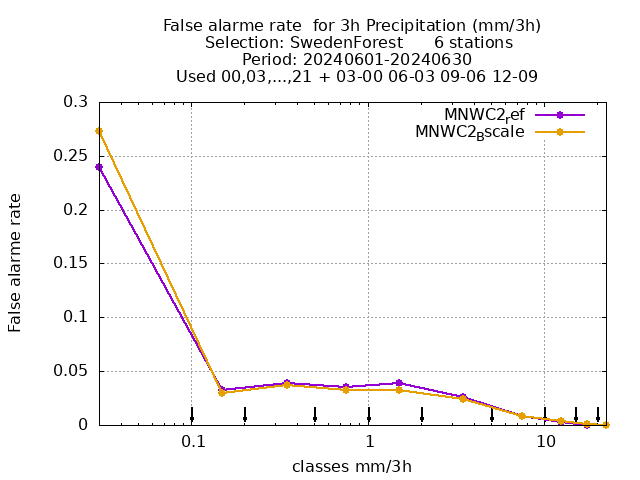 False alarme rate  for 3h Precipitation (mm/3h)
Selection: SwedenForest      6 stations
Period: 20240601-20240630
Used 00,03,...,21 + 03-00 06-03 09-06 12-09
MNWC2ref
MNWC2Bscale
0.3
0.25
0.2
0.15
0.1
0.05
0
False alarme rate
0.1
1
10
classes mm/3h